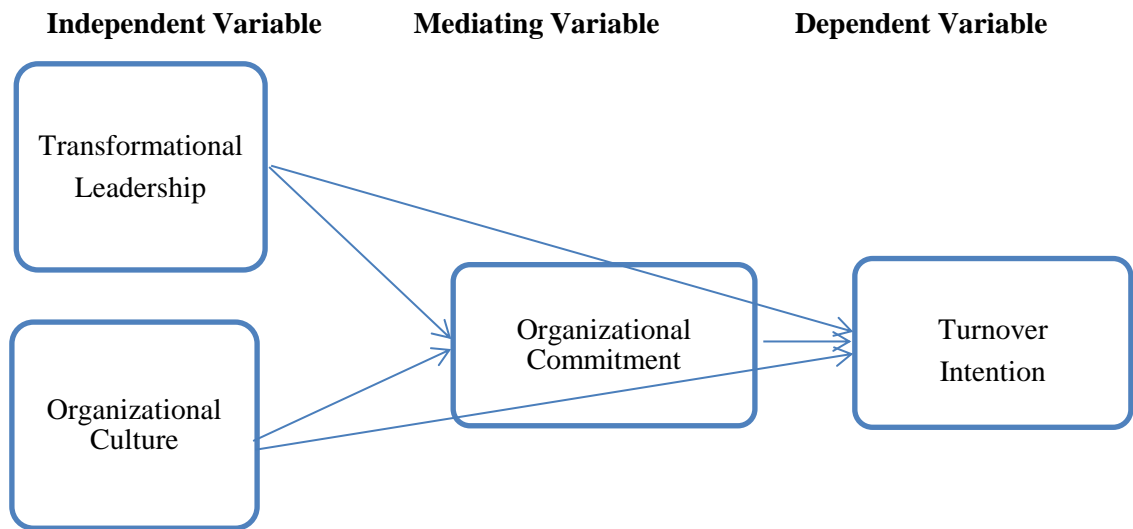 Independent Variable
Mediating Variable
Dependent Variable
Transformational
Leadership
Organizational
Commitment
Turnover
Intention
Organizational
Culture